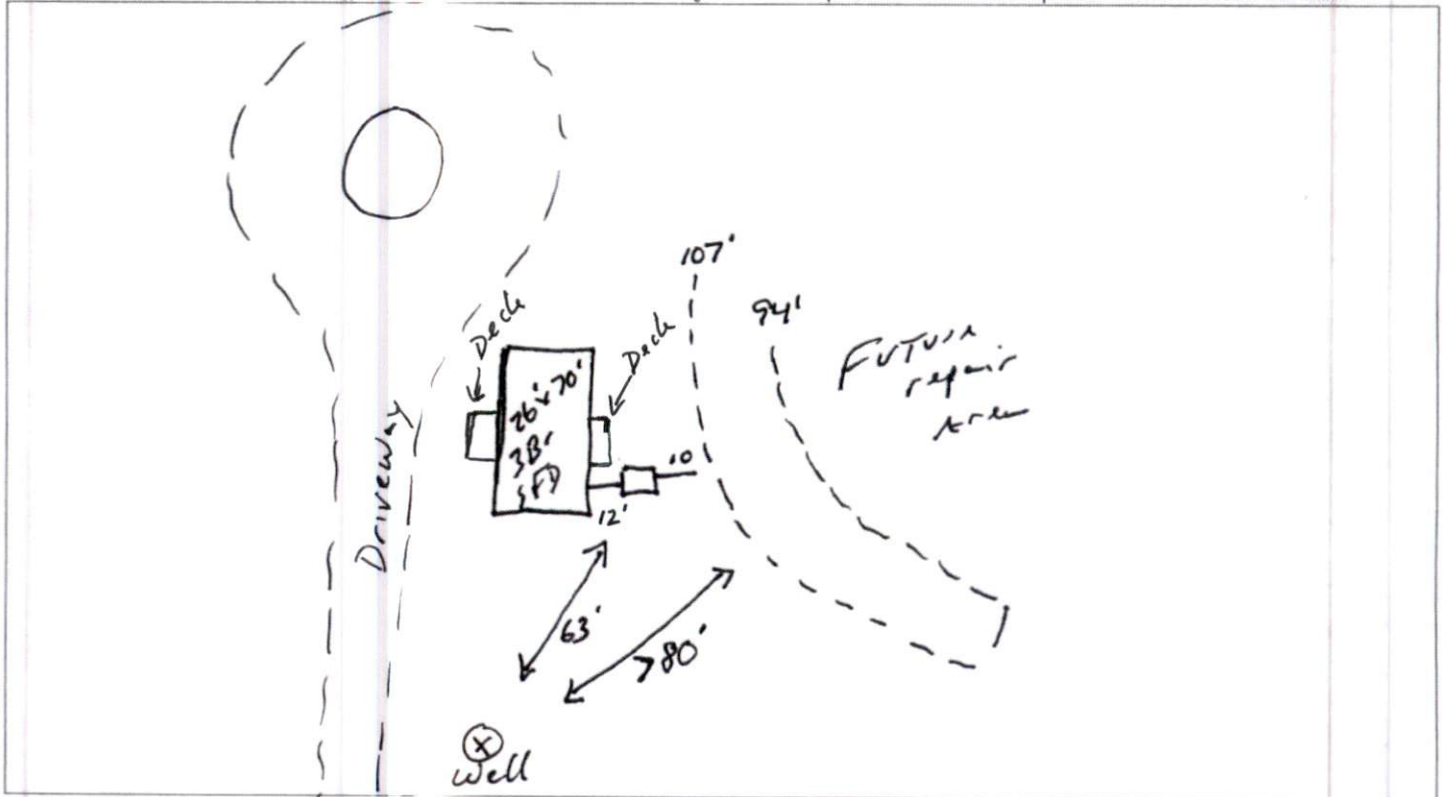 107'
94'
Deck
Deck
Future
repair
area
26'x70'
3Br
SFD
10
12'
Driveway
63'
>80'
Well